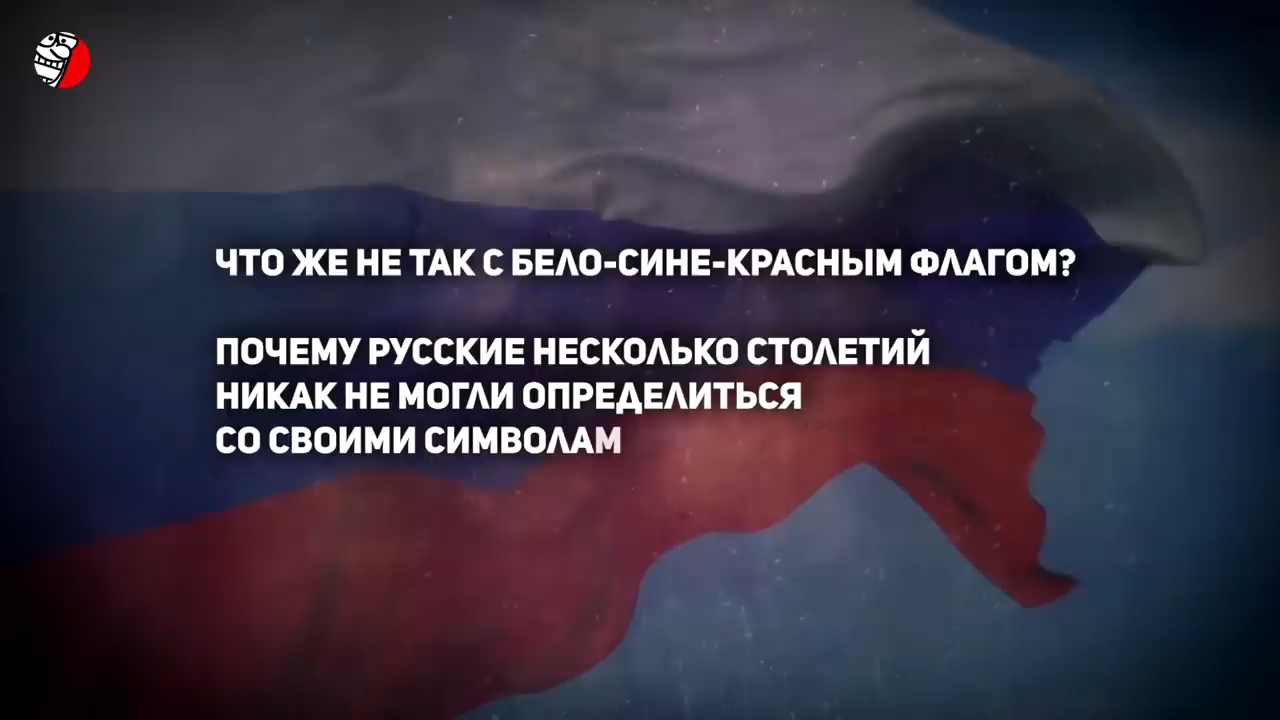 ЧТО ЖЕ НЕ ТАК С БЕЛО-СИНЕ-КРАСНЫМ ФЛАГОМ?
ПОЧЕМУ РУССКИЕ НЕСКОЛЬКО СТОЛЕТИЙ
НИКАК НЕ МОГЛИ ОПРЕДЕЛИТЬСЯ
СО СВОИМИ СИМВОЛАМ